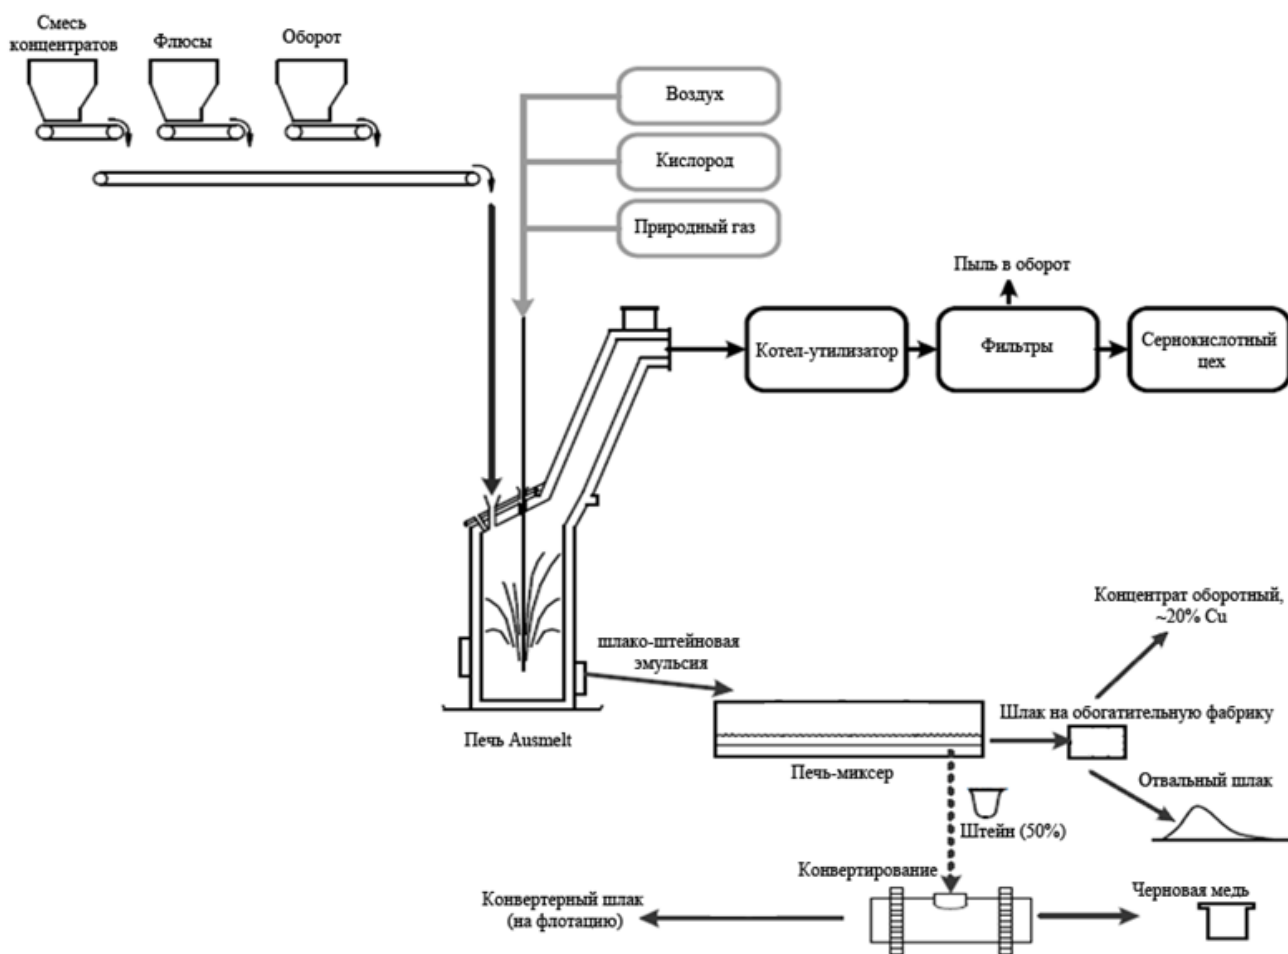 Смесь
концентратов
Флюсы
Оборот
Воздух
Кислород
Природный газ
Пыль в оборот
Котел-утилизатор
Фильтры
Сернокислотный
цех
шлако-штейновая
эмульсия
Печь Ausmelt
Концентрат оборотный,
~20% Cu
Шлак на обогатительную фабрику
Печь-миксер
Отвальный шлак
Штейн (50%)
Конвертирование
Конвертерный шлак
(на флотацию)
Черновая медь